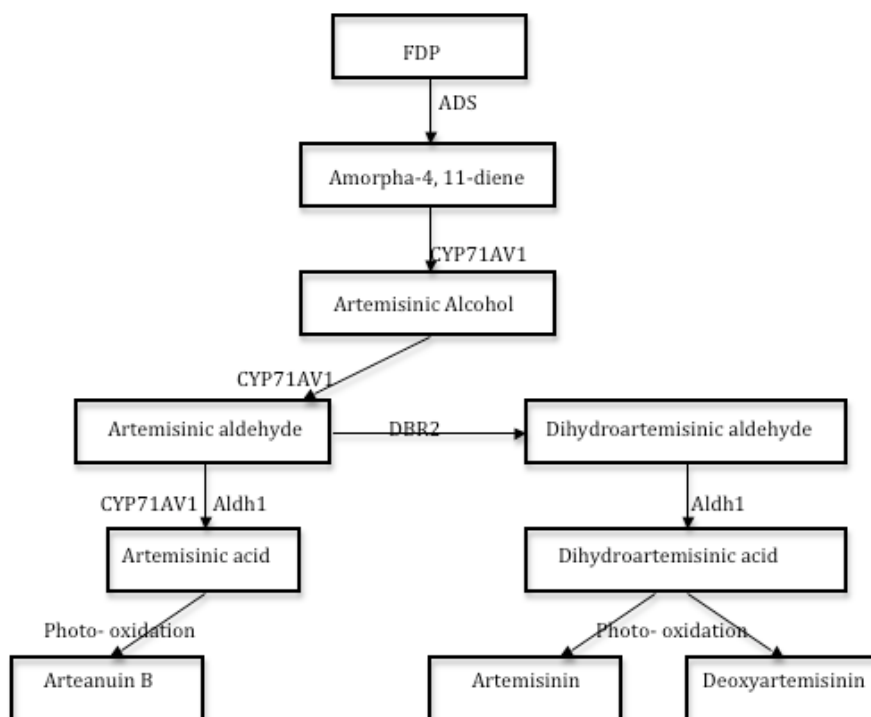 FDP
ADS
Amorpha-4, 11-diene
CYP71AV1
Artemisinic Alcohol
CYP71AV1
Artemisinic aldehyde
DBR2
Dihydroartemisinic aldehyde
CYP71AV1 Aldh1
Aldh1
Artemisinic acid
Dihydroartemisinic acid
Photo- oxidation
Photo- oxidation
Arteanuin B
Artemisinin
Deoxyartemisinin